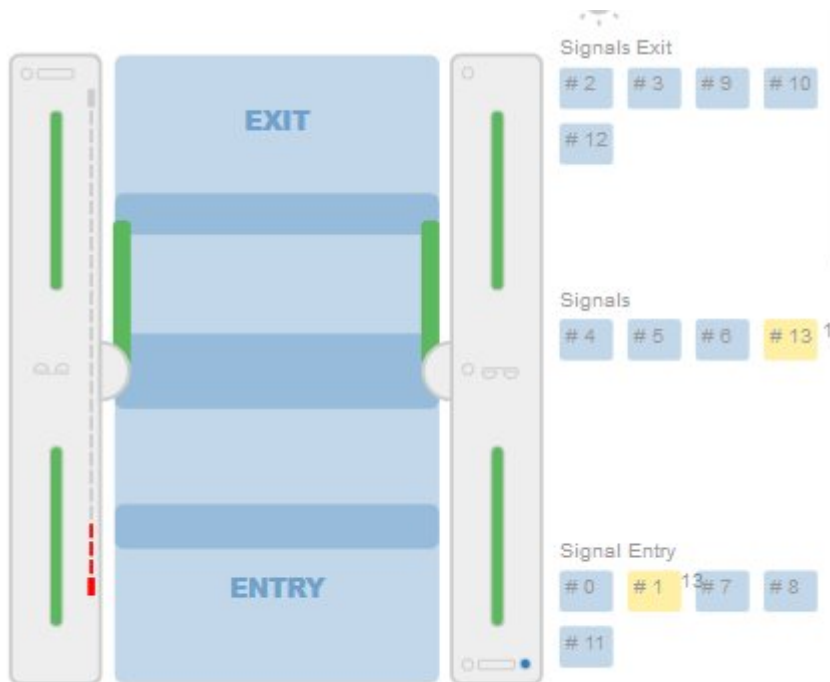 Signals Exit
# 2 # 3 # 9 # 10
# 12
EXIT
Signals
# 4 # 5 # 6 # 13 1
Signal Entry
# 0 # 1 13 # 7 # 8
# 11
ENTRY